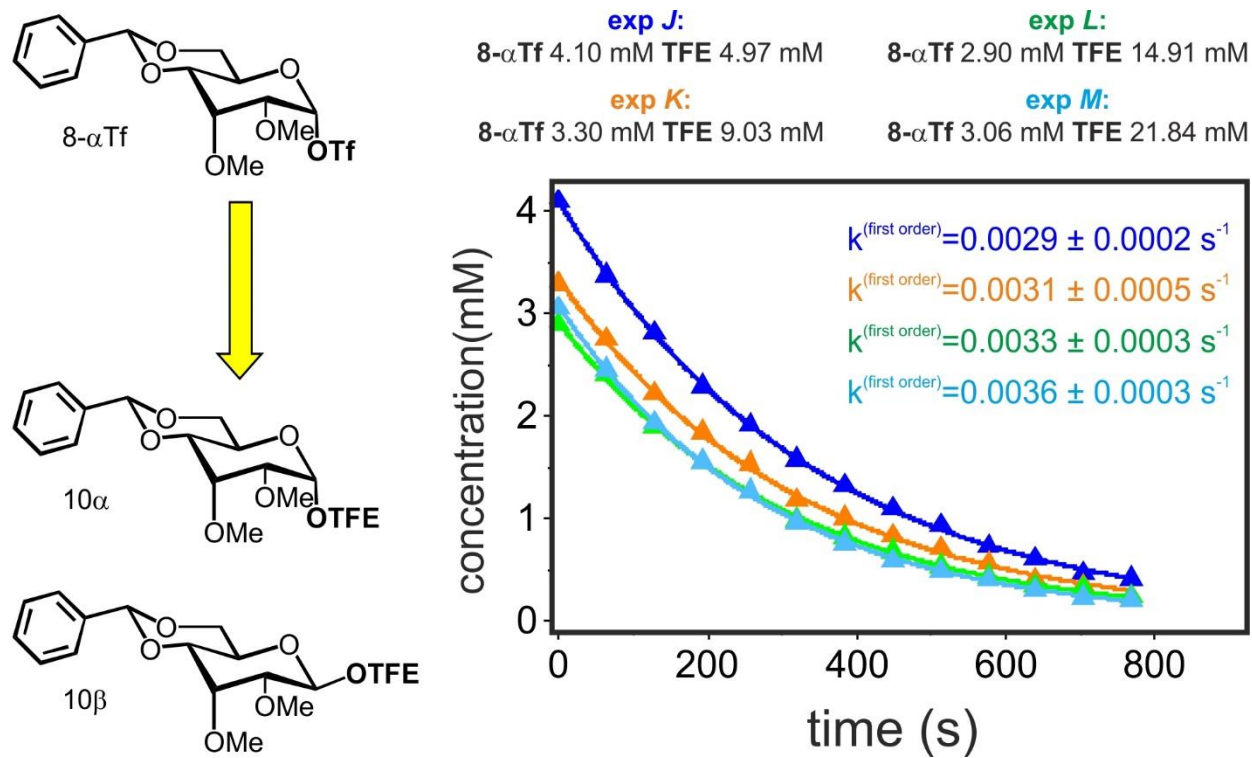 O
O
O
8-αTf
MeO
OMe
OTf
O
O
O
10α
MeO
OMe
OTFE
O
O
O
10β
OTFE
OMe
OMe
exp J:
8-αTf 4.10 mM TFE 4.97 mM
exp L:
8-αTf 2.90 mM TFE 14.91 mM
exp K:
8-αTf 3.30 mM TFE 9.03 mM
exp M:
8-αTf 3.06 mM TFE 21.84 mM
concentration(mM)
4
3
2
1
0
k(first order)=0.0029 ± 0.0002 s-1
k(first order)=0.0031 ± 0.0005 s-1
k(first order)=0.0033 ± 0.0003 s-1
k(first order)=0.0036 ± 0.0003 s-1
0 200 400 600 800
time (s)